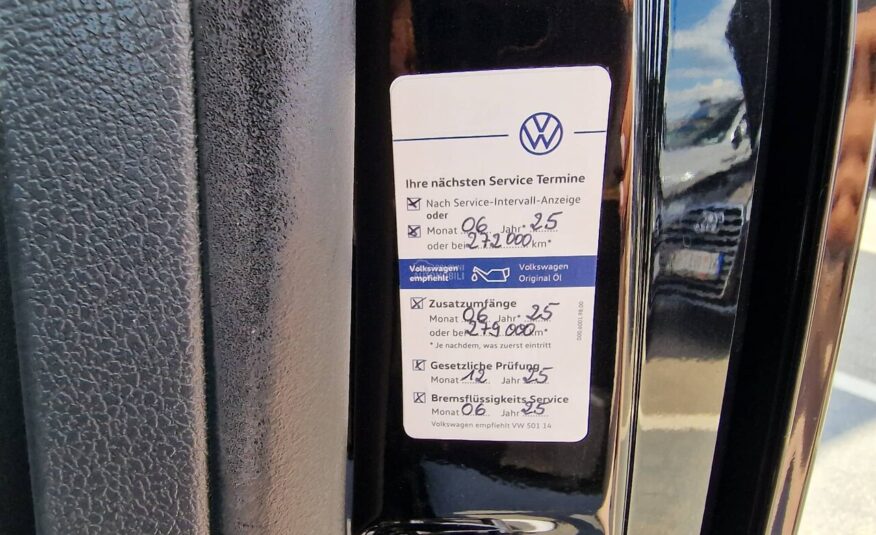 Ihre nächsten Service Termine
Nach Service-Intervall-Anzeige
oder
Monat 06 Jahr* 25
oder bei 272 000 km*
Volkswagen
empfiehlt
Volkswagen
Original Öl
Zusatzumfänge
Monat 06 Jahr* 25
oder bei 279 000 km*
* Je nachdem, was zuerst eintritt
Gesetzliche Prüfung
Monat 12 Jahr 25
Bremsflüssigkeits Service
Monat 06 Jahr 25
Volkswagen empfiehlt VW 501 14